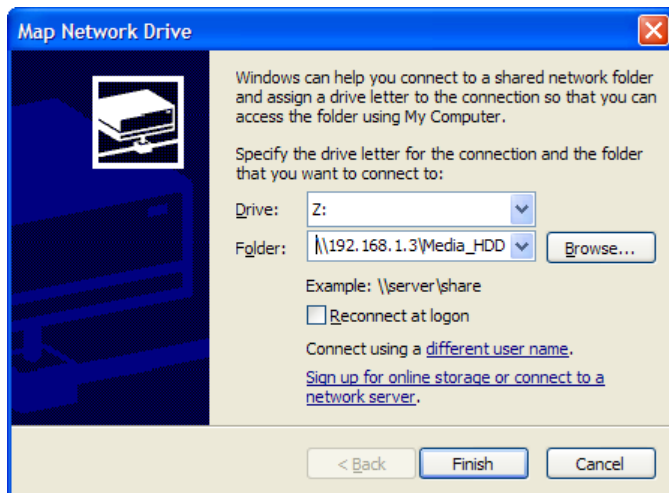 Map Network Drive
Windows can help you connect to a shared network folder
and assign a drive letter to the connection so that you can
access the folder using My Computer.
Specify the drive letter for the connection and the folder
that you want to connect to:
Drive: Z:
Folder: \\192.168.1.3\Media_HDD Browse...
Example: \\server\share
Reconnect at logon
Connect using a different user name.
Sign up for online storage or connect to a
network server.
< Back Finish Cancel